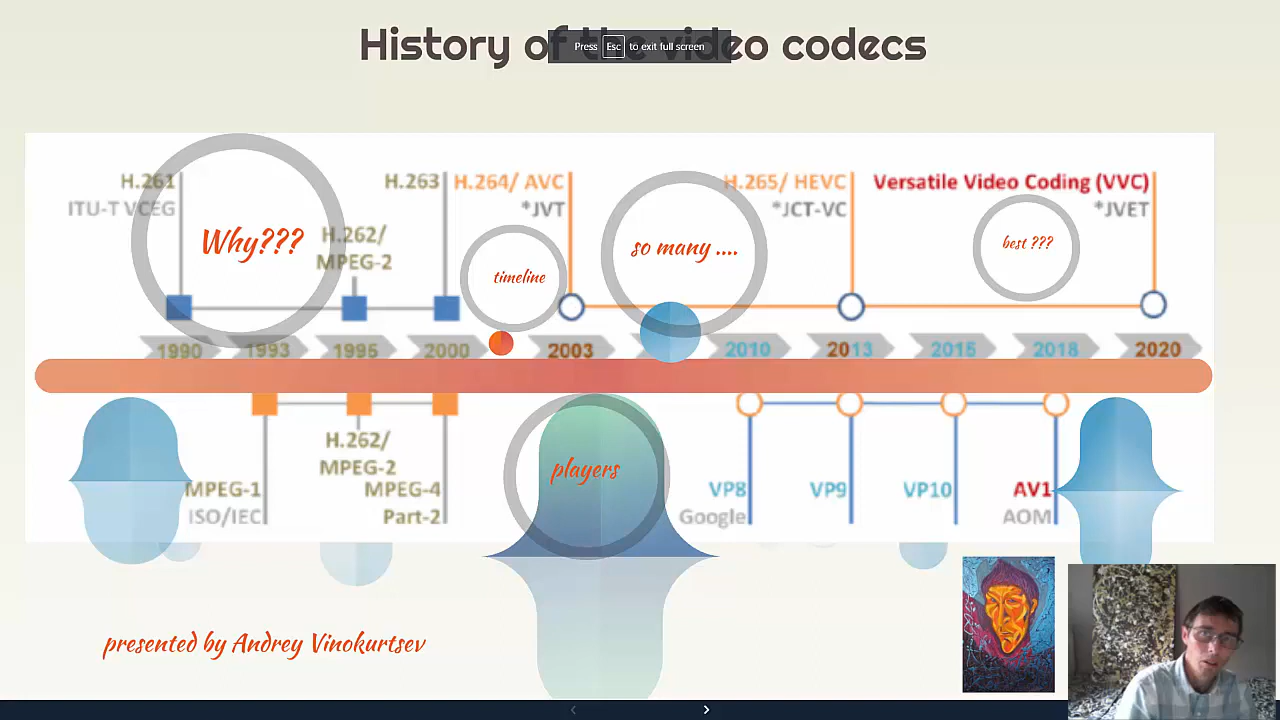 History of the video codecs
Press Esc to exit full screen
H.261
ITU-T VCEG
Why???
H.262/
MPEG-2
H.263
H.264/ AVC
*JVT
timeline
so many ....
H.265/ HEVC
*JCT-VC
Versatile Video Coding (VVC)
*JVET
best ???
1990 1993 1995 2000 2003 2010 2013 2015 2018 2020
H.262/
MPEG-2
MPEG-1
ISO/IEC
MPEG-4
Part-2
players
VP8
Google
VP9
VP10
AV1
AOM
presented by Andrey Vinokurtsev